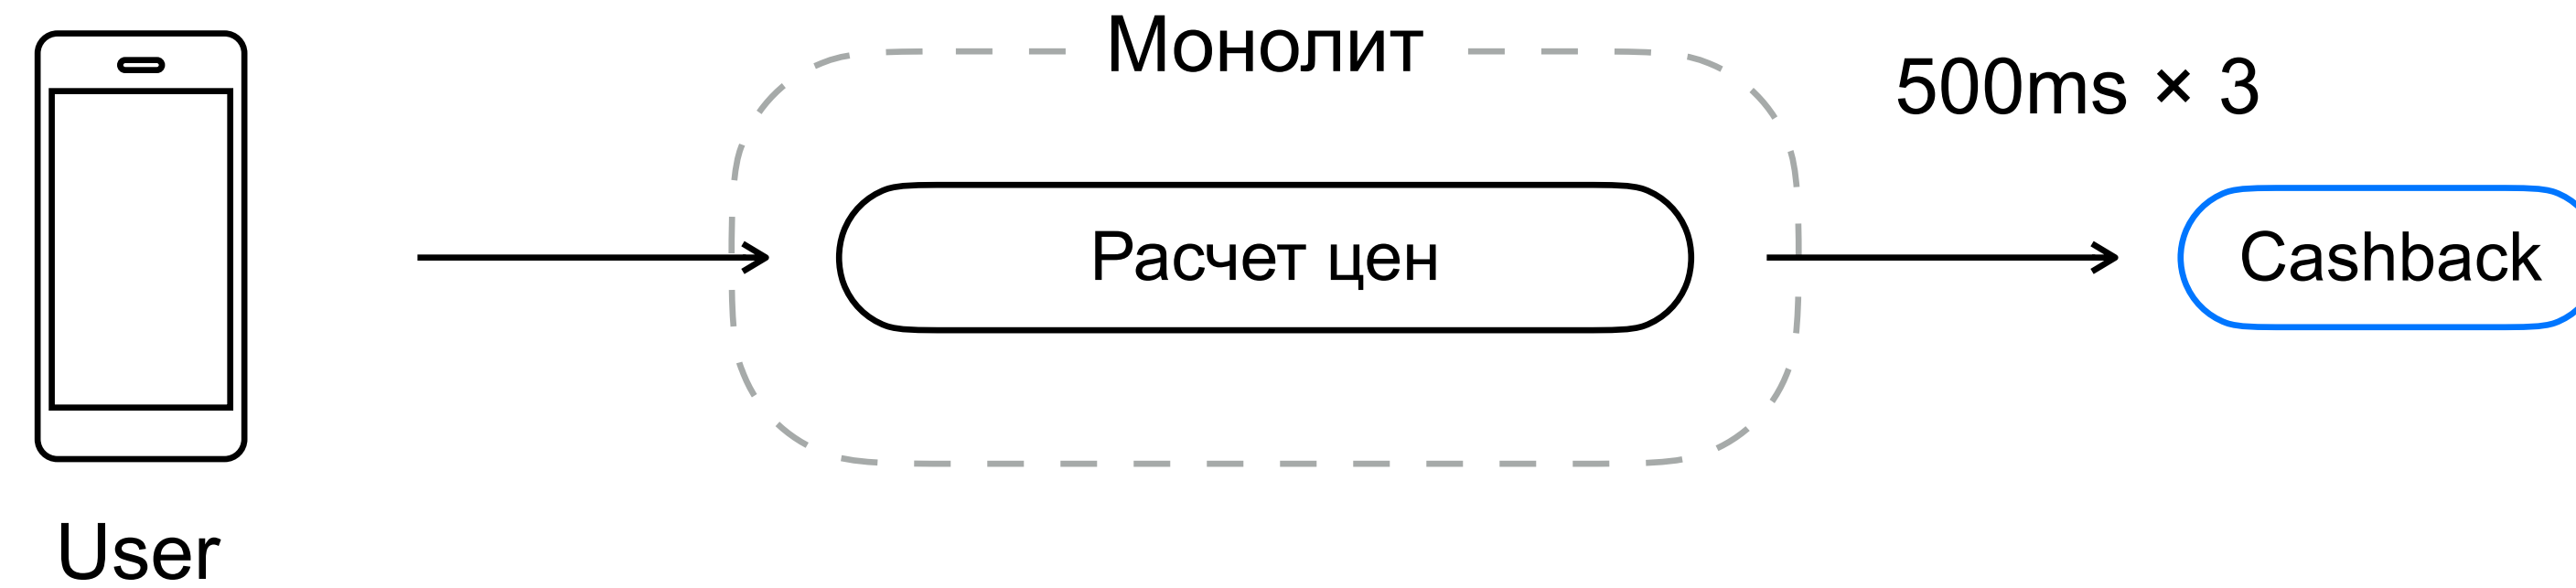 Монолит
500ms × 3
Расчет цен
Cashback
User